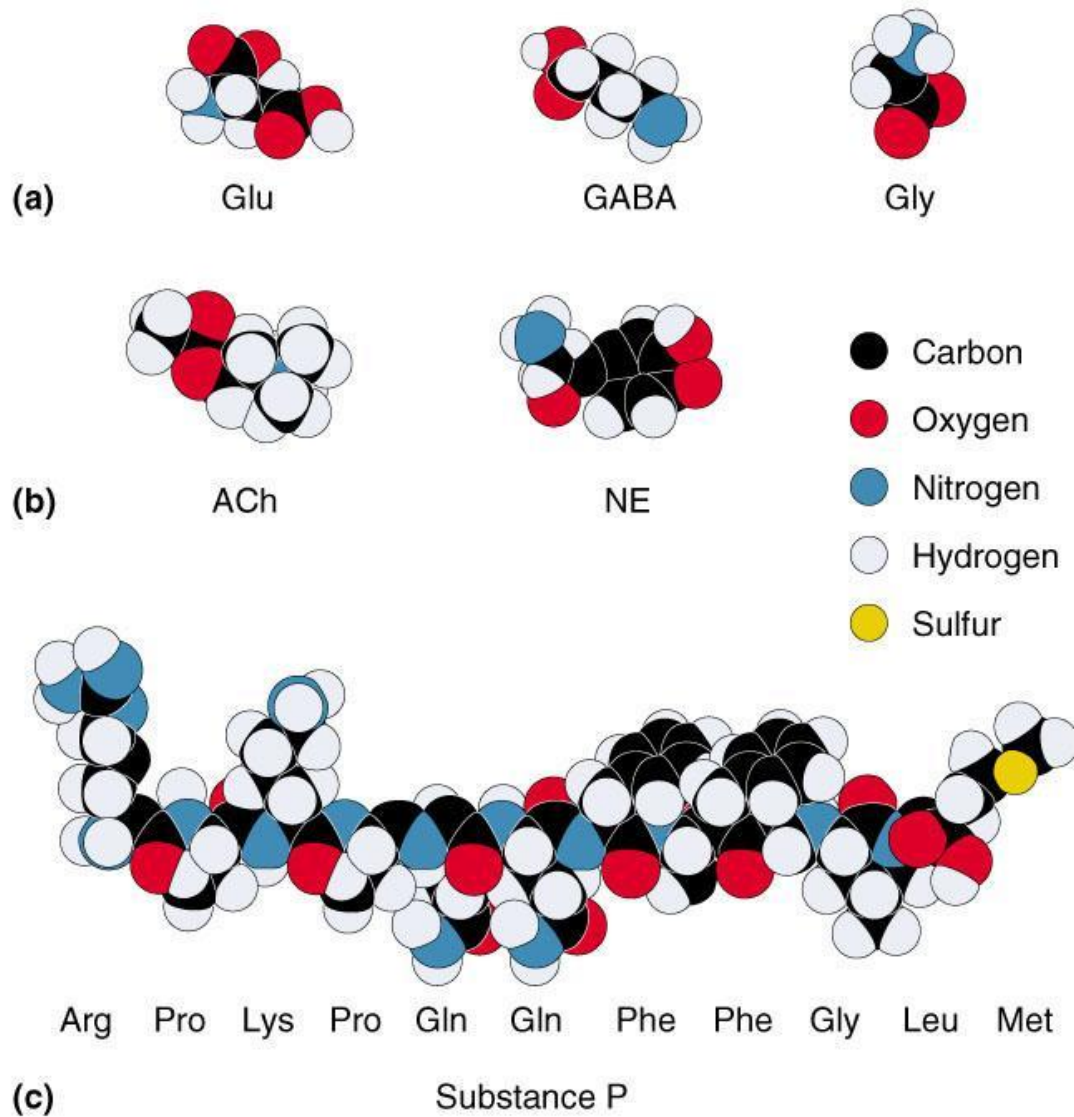 (a) Glu GABA Gly
(b) ACh NE
Carbon
Oxygen
Nitrogen
Hydrogen
Sulfur
Arg Pro Lys Pro Gln Gln Phe Phe Gly Leu Met
(c) Substance P